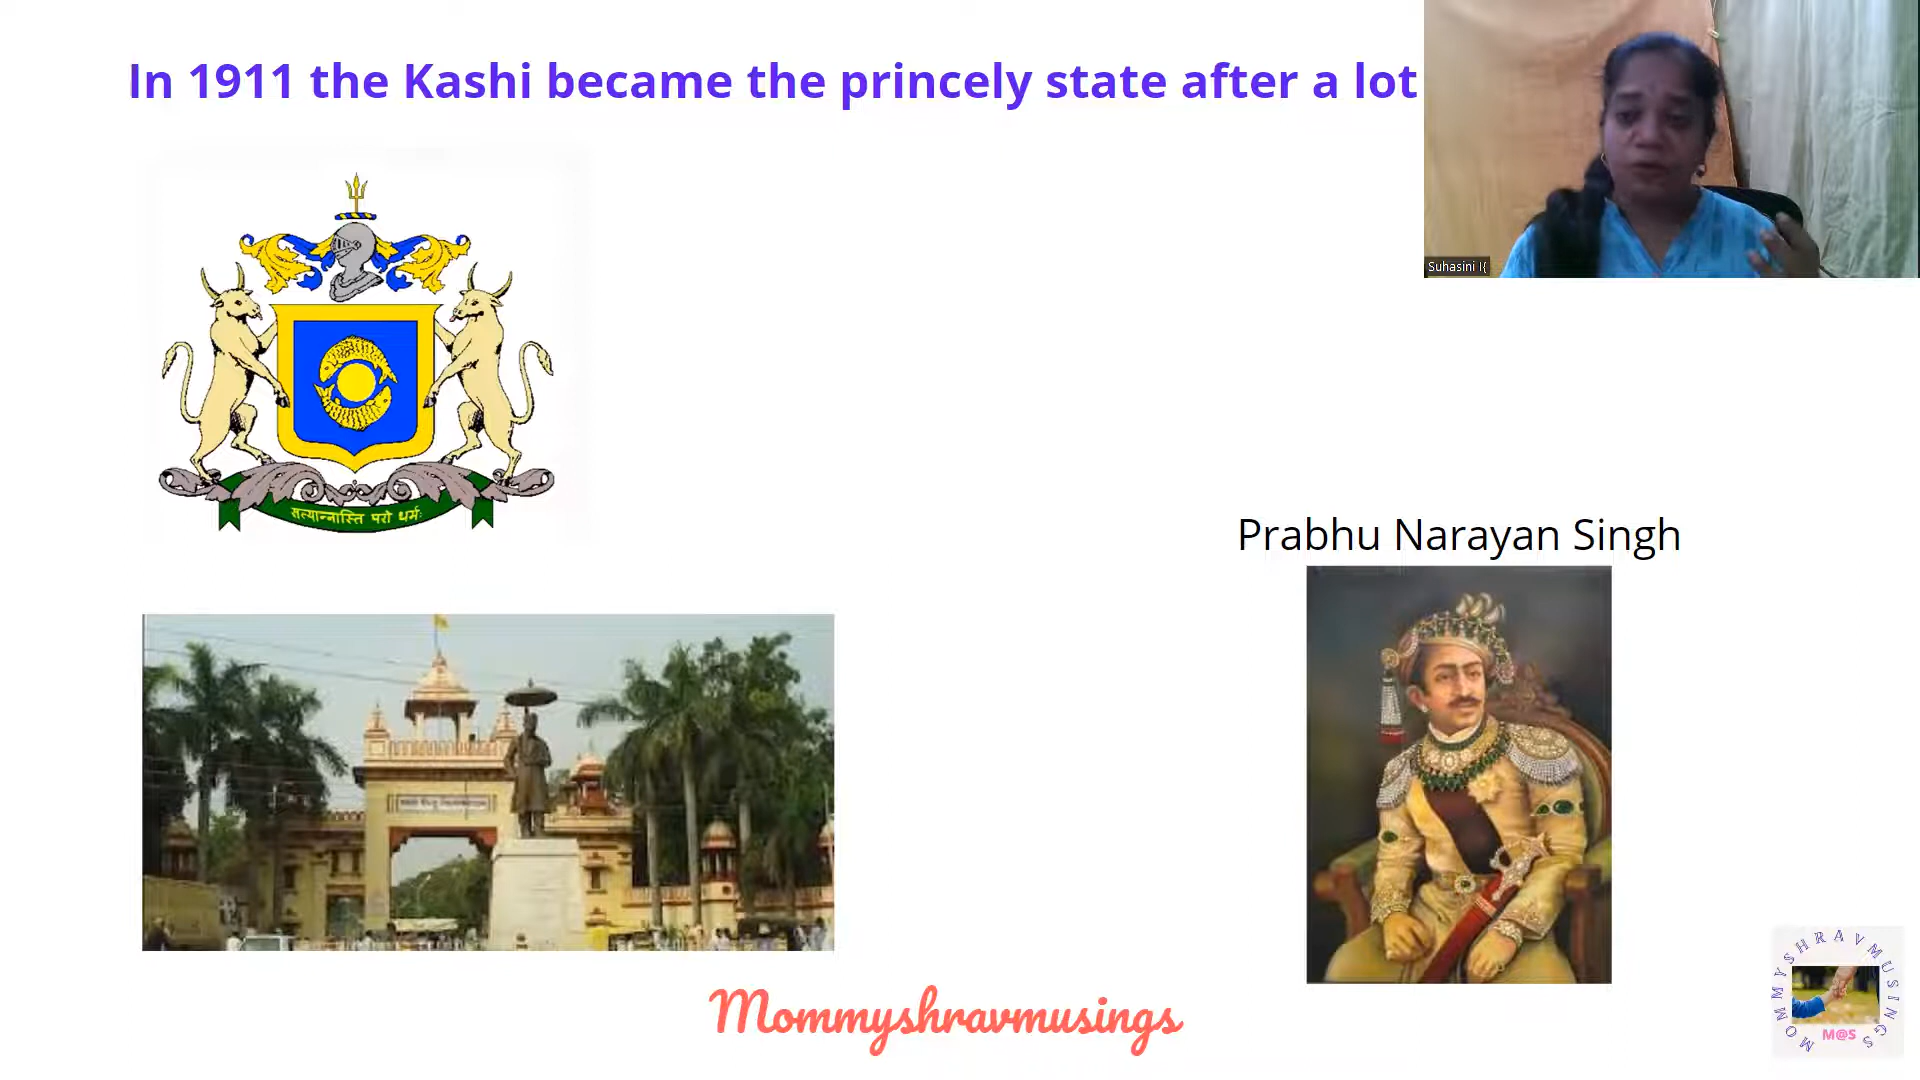 In 1911 the Kashi became the princely state after a lot
Suhasini I{
सत्यान्नास्ति परो धर्मः
Prabhu Narayan Singh
Mommyshravmusings
MOMMYSHRAVMUSINGS
M@S